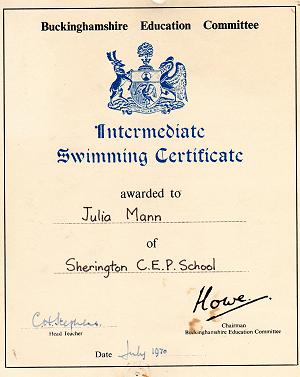 Buckinghamshire Education Committee
Intermediate
Swimming Certificate
awarded to
Julia Mann
of
Sherington C.E.P. School
C.H. Stephens.
Head Teacher
Howe.
Chairman
Buckinghamshire Education Committee
Date July 1970